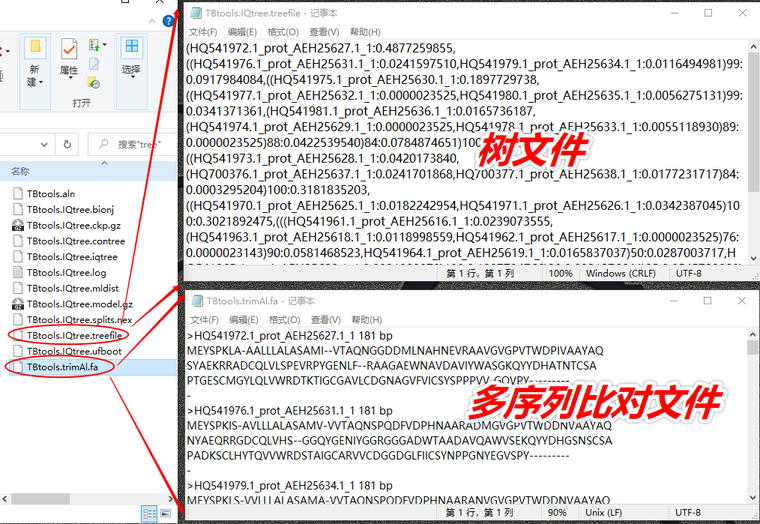 新建
属性
打开
选择
搜索"tree"
名称
TBtools.aln
TBtools.IQtree.bionj
TBtools.IQtree.ckp.gz
TBtools.IQtree.contree
TBtools.IQtree.iqtree
TBtools.IQtree.log
TBtools.IQtree.mldist
TBtools.IQtree.model.gz
TBtools.IQtree.splits.nex
TBtools.IQtree.treefile
TBtools.IQtree.ufboot
TBtools.trimAl.fa
TBtools.IQtree.treefile - 记事本
文件(F) 编辑(E) 格式(O) 查看(V) 帮助(H)
(HQ541972.1_prot_AEH25627.1_1:0.4877259855,
((HQ541976.1_prot_AEH25631.1_1:0.0241597510,HQ541979.1_prot_AEH25634.1_1:0.0116494981)99:
0.0917984084,((HQ541975.1_prot_AEH25630.1_1:0.1897729738,
((HQ541977.1_prot_AEH25632.1_1:0.0000023525,HQ541980.1_prot_AEH25635.1_1:0.0056275131)99:
0.0341371361,(HQ541981.1_prot_AEH25636.1_1:0.0165736187,
(HQ541974.1_prot_AEH25629.1_1:0.0000023525,HQ541978.1_prot_AEH25633.1_1:0.0055118930)89:
0.0000023525)88:0.0422539540)84:0.0784874651)100
((HQ541973.1_prot_AEH25628.1_1:0.0420173840,
(HQ700376.1_prot_AEH25637.1_1:0.0241701868,HQ700377.1_prot_AEH25638.1_1:0.0177231717)84:
0.0003295204)100:0.3181835203,
((HQ541970.1_prot_AEH25625.1_1:0.0182242954,HQ541971.1_prot_AEH25626.1_1:0.0342387045)10
0:0.3021892475,(((HQ541961.1_prot_AEH25616.1_1:0.0239073555,
(HQ541963.1_prot_AEH25618.1_1:0.0118998559,HQ541962.1_prot_AEH25617.1_1:0.0000023525)76:
0.0000023143)90:0.0581468523,HQ541964.1_prot_AEH25619.1_1:0.0165837037)50:0.0287003717,H
树文件
第 1 行，第 1 列 100% Windows (CRLF) UTF-8
TBtools.trimAl.fa - 记事本
文件(F) 编辑(E) 格式(O) 查看(V) 帮助(H)
>HQ541972.1_prot_AEH25627.1_1 181 bp
MEYSPKLA-AALLLALASAMI--VTAQNGGDDMLNAHNEVRAAVGVGPVTWDPIVAAYAQ
SYAEKRRADCQLVLSPEVRPYGENLF--RAAGAEWNAVDAVIYWASGKQYYDHATNTCSA
PTGESCMGYLQLVWRDTKTIGCGAVLCDGNAGVFVICSYSPPPVV-GQVPY---------
-
>HQ541976.1_prot_AEH25631.1_1 181 bp
MEYSPKIS-AVLLLALASAMV-VVTAQNSPQDFVDPHNAARADMGVGPVTWDDNVAAYAQ
NYAEQRRGDCQLVHS--GGQYGENIYGGRGGGADWTAADAVQAWVSEKQYYDHGSNSCSA
PADKSCLHYTQVVWRDSTAIGCARVVCDGGDGLFIICSYNPPGNYEGVSPY---------
-
>HQ541979.1_prot_AEH25634.1_1 181 bp
MEYSPKLS-VVLLLALASAMA-VVTAQNSPQDFVDPHNAARANVGVGPVTWDDNVAAYAQ
多序列比对文件
第 1 行，第 1 列 90% Unix (LF) UTF-8